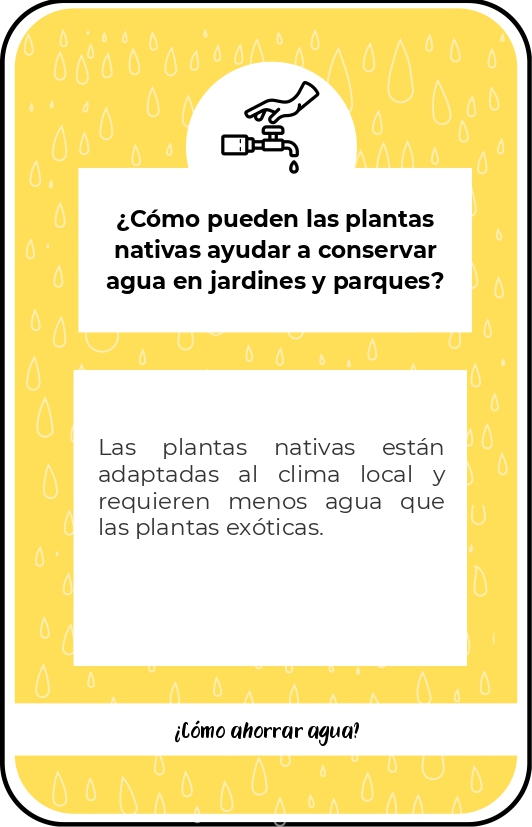 ¿Cómo pueden las plantas
nativas ayudar a conservar
agua en jardines y parques?
Las plantas nativas están
adaptadas al clima local y
requieren menos agua que
las plantas exóticas.
¿Cómo ahorrar agua?